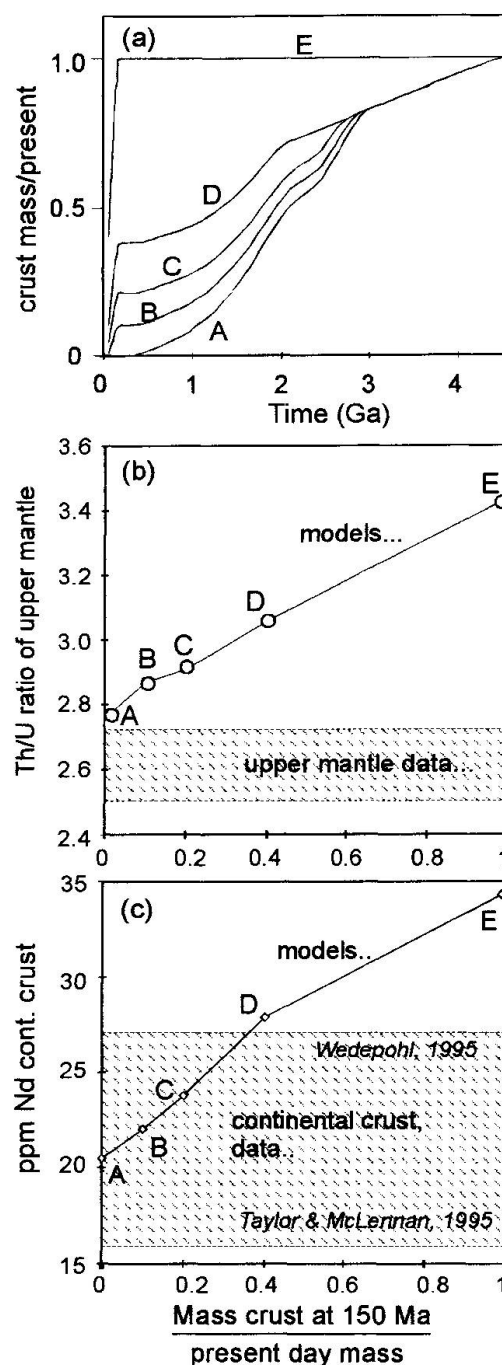 (a)
E
1.0
D
0.5
C
B
A
0
0 1 2 3 4
crust mass/present
Time (Ga)
(b)
3.6
E
3.4
models...
3.2
D
3.0
B
C
2.8
A
upper mantle data...
2.6
2.4
0 0.2 0.4 0.6 0.8 1
Th/U ratio of upper mantle
(c)
35
E
models..
30
D
Wedepohl, 1995
25
C
continental crust,
data..
B
20
A
Taylor & McLennan, 1995
15
0 0.2 0.4 0.6 0.8 1
ppm Nd cont. crust
Mass crust at 150 Ma
present day mass